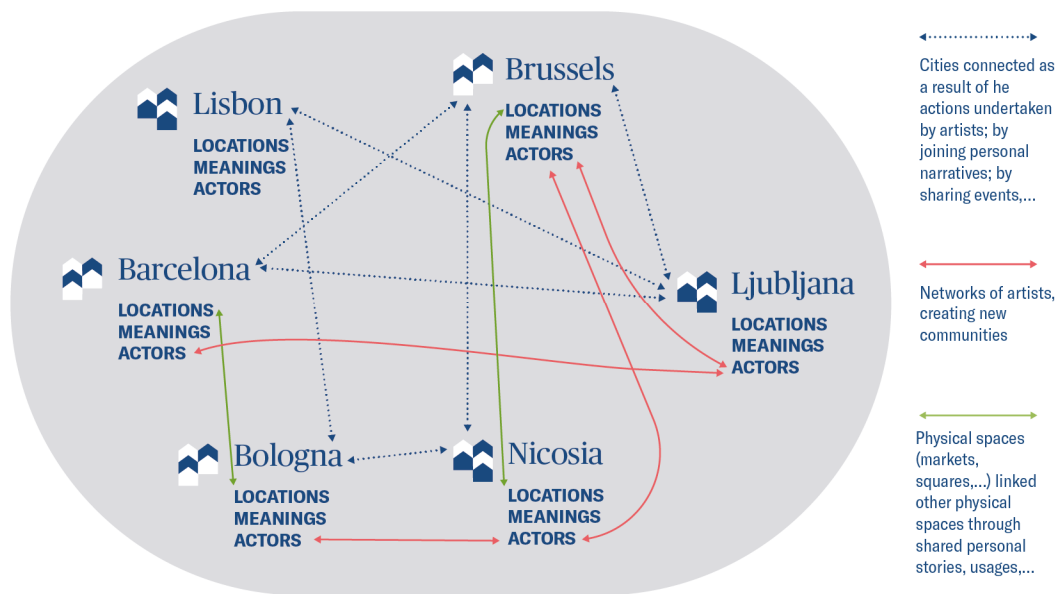 Brussels
LOCATIONS
MEANINGS
ACTORS
Lisbon
LOCATIONS
MEANINGS
ACTORS
Barcelona
LOCATIONS
MEANINGS
ACTORS
Ljubljana
LOCATIONS
MEANINGS
ACTORS
Bologna
LOCATIONS
MEANINGS
ACTORS
Nicosia
LOCATIONS
MEANINGS
ACTORS
Cities connected as
a result of he
actions undertaken
by artists; by
joining personal
narratives; by
sharing events,...
Networks of artists,
creating new
communities
Physical spaces
(markets,
squares,...) linked
other physical
spaces through
shared personal
stories, usages,...